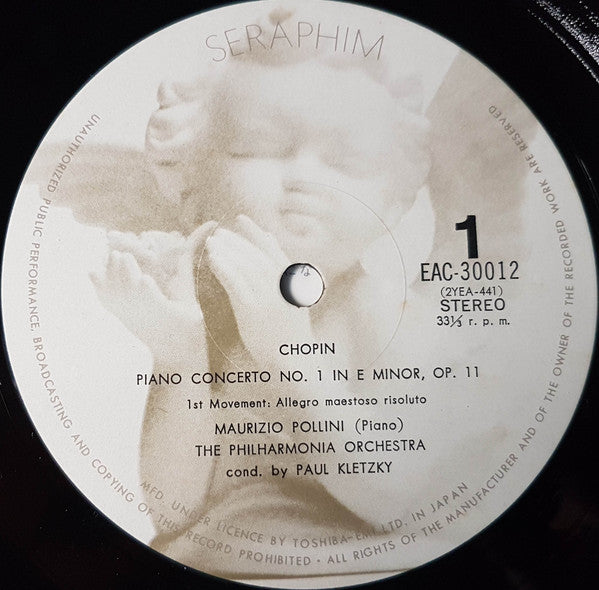 SERAPHIM
1
EAC-30012
(2YEA-441)
STEREO
33⅓ r. p. m.
CHOPIN
PIANO CONCERTO NO. 1 IN E MINOR, OP. 11
1st Movement: Allegro maestoso risoluto
MAURIZIO POLLINI (Piano)
THE PHILHARMONIA ORCHESTRA
cond. by PAUL KLETZKY
MFD. UNDER LICENCE BY TOSHIBA-EMI LTD. IN JAPAN
UNAUTHORIZED PUBLIC PERFORMANCE, BROADCASTING AND COPYING OF THIS RECORD PROHIBITED · ALL RIGHTS OF THE MANUFACTURER AND OF THE OWNER OF THE RECORDED WORK ARE RESERVED